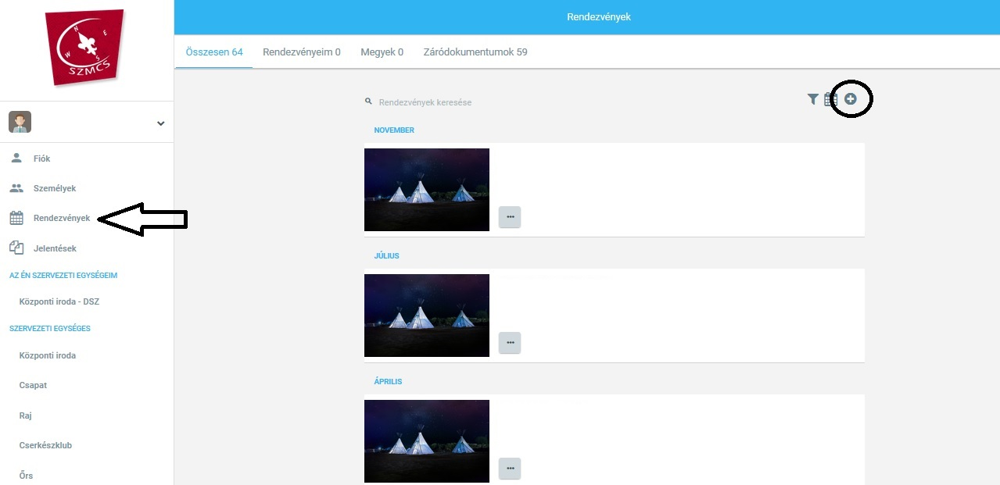 N
E
W
S
SZMCS
Rendezvények
Összesen 64
Rendezvényeim 0
Megyek 0
Záródokumentumok 59
Fiók
Személyek
Rendezvények
Jelentések
AZ ÉN SZERVEZETI EGYSÉGEIM
Központi iroda - DSZ
SZERVEZETI EGYSÉGES
Központi iroda
Csapat
Raj
Cserkészklub
Őrs
Rendezvények keresése
NOVEMBER
JÚLIUS
ÁPRILIS